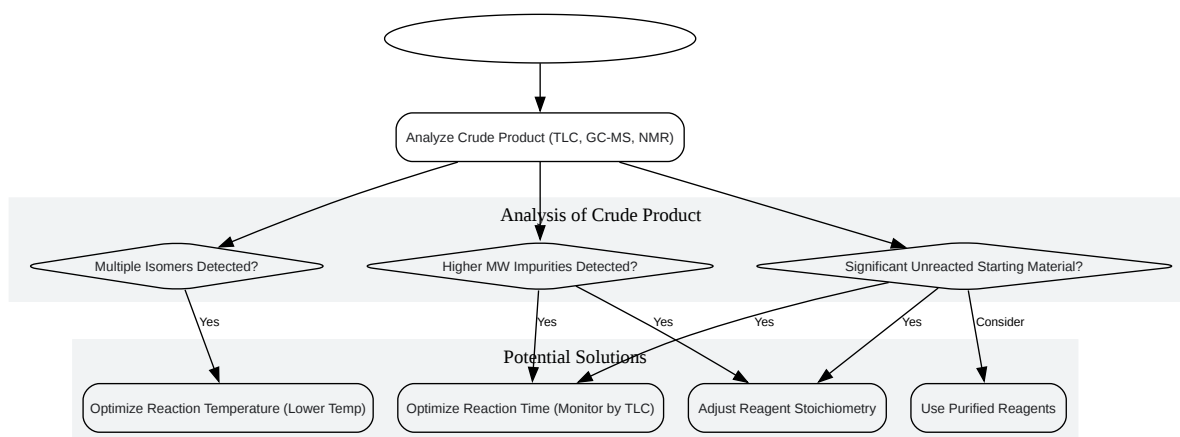 Analyze Crude Product (TLC, GC-MS, NMR)
Analysis of Crude Product
Multiple Isomers Detected?
Higher MW Impurities Detected?
Significant Unreacted Starting Material?
Yes
Yes
Yes
Yes
Yes
Consider
Potential Solutions
Optimize Reaction Temperature (Lower Temp)
Optimize Reaction Time (Monitor by TLC)
Adjust Reagent Stoichiometry
Use Purified Reagents